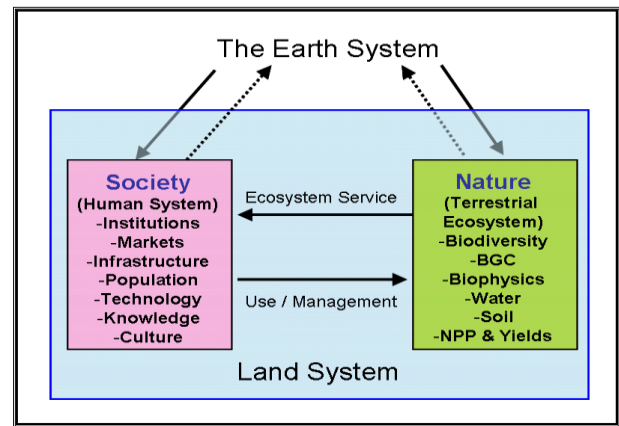 The Earth System
Society
(Human System)
-Institutions
-Markets
-Infrastructure
-Population
-Technology
-Knowledge
-Culture
Ecosystem Service
Use / Management
Nature
(Terrestrial
Ecosystem)
-Biodiversity
-BGC
-Biophysics
-Water
-Soil
-NPP & Yields
Land System